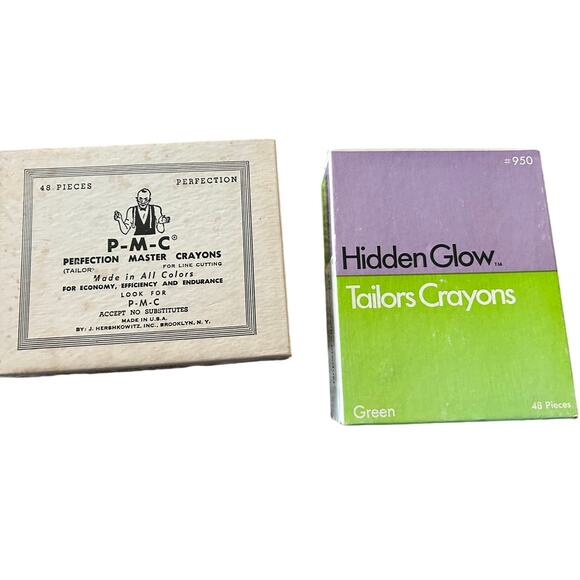 48 PIECES PERFECTION
P-M-C®
PERFECTION MASTER CRAYONS
(TAILOR) FOR LINE CUTTING
Made in All Colors
FOR ECONOMY, EFFICIENCY AND ENDURANCE
LOOK FOR
P-M-C
ACCEPT NO SUBSTITUTES
MADE IN U.S.A.
BY: J. HERSHKOWITZ, INC., BROOKLYN, N. Y.
#950
Hidden Glow™
Tailors Crayons
Green 48 Pieces